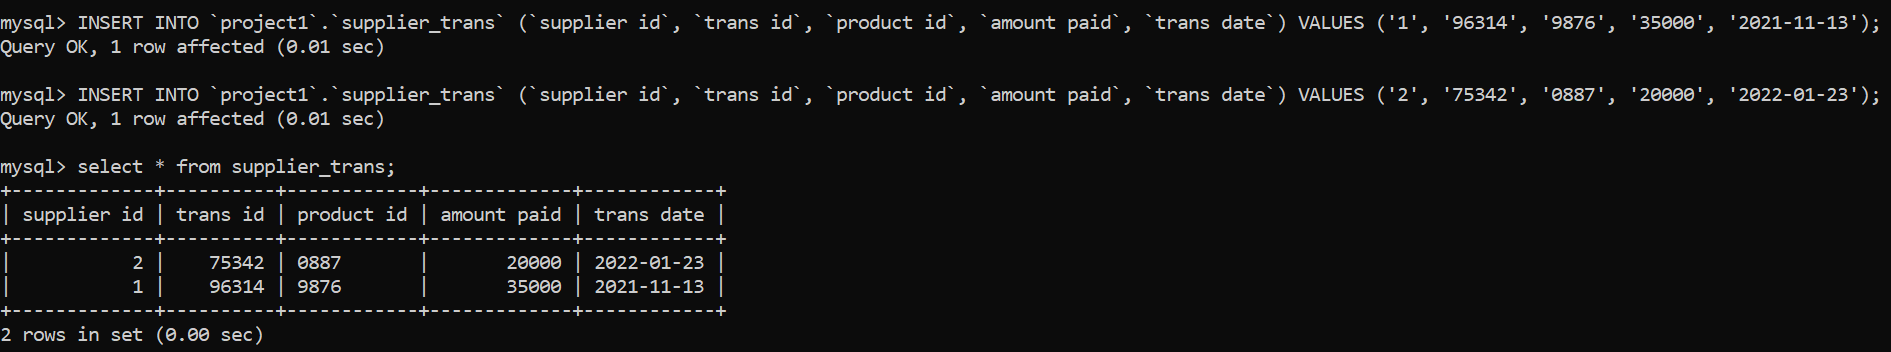 mysql> INSERT INTO `project1`.`supplier_trans` (`supplier id`, `trans id`, `product id`, `amount paid`, `trans date`) VALUES ('1', '96314', '9876', '35000', '2021-11-13');
Query OK, 1 row affected (0.01 sec)
mysql> INSERT INTO `project1`.`supplier_trans` (`supplier id`, `trans id`, `product id`, `amount paid`, `trans date`) VALUES ('2', '75342', '0887', '20000', '2022-01-23');
Query OK, 1 row affected (0.01 sec)
mysql> select * from supplier_trans;
+-------------+----------+------------+-------------+------------+
| supplier id | trans id | product id | amount paid | trans date |
+-------------+----------+------------+-------------+------------+
|           2 |    75342 | 0887       |       20000 | 2022-01-23 |
|           1 |    96314 | 9876       |       35000 | 2021-11-13 |
+-------------+----------+------------+-------------+------------+
2 rows in set (0.00 sec)